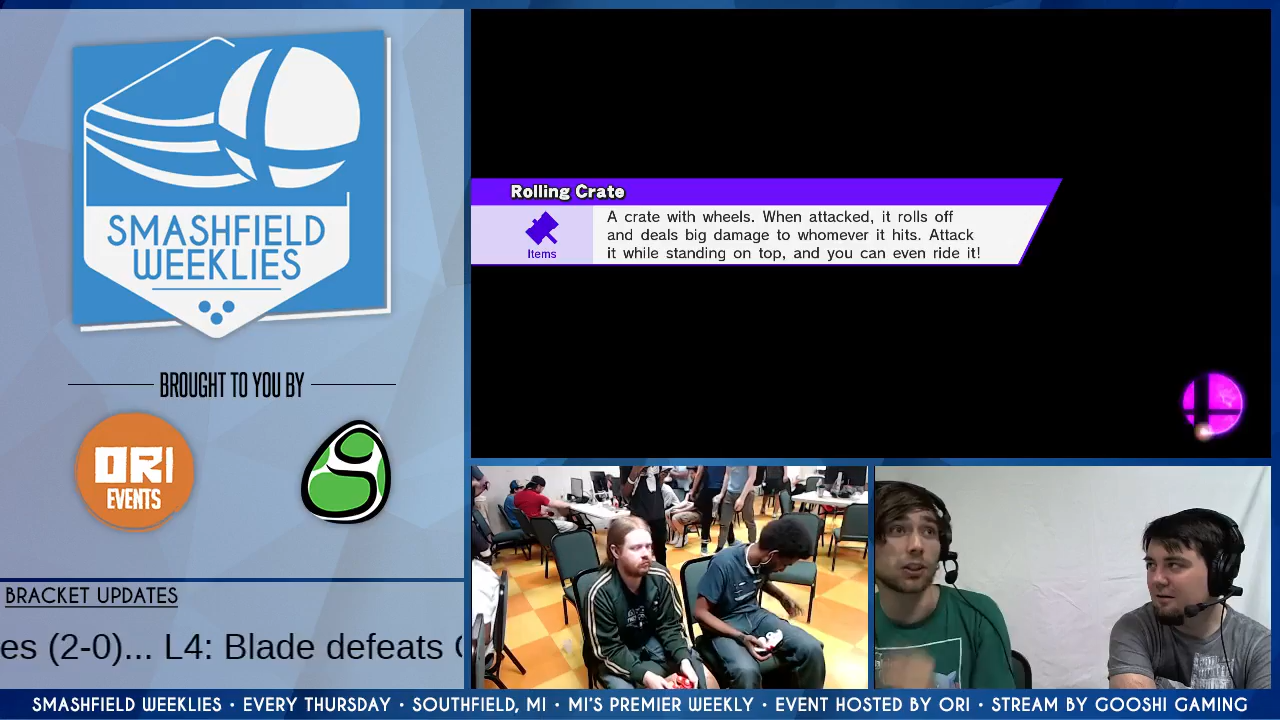 SMASHFIELD
WEEKLIES
BROUGHT TO YOU BY
ORI
EVENTS
BRACKET UPDATES
es (2-0)... L4: Blade defeats
Rolling Crate
Items
A crate with wheels. When attacked, it rolls off
and deals big damage to whomever it hits. Attack
it while standing on top, and you can even ride it!
SMASHFIELD WEEKLIES • EVERY THURSDAY • SOUTHFIELD, MI • MI'S PREMIER WEEKLY • EVENT HOSTED BY ORI • STREAM BY GOOSHI GAMING